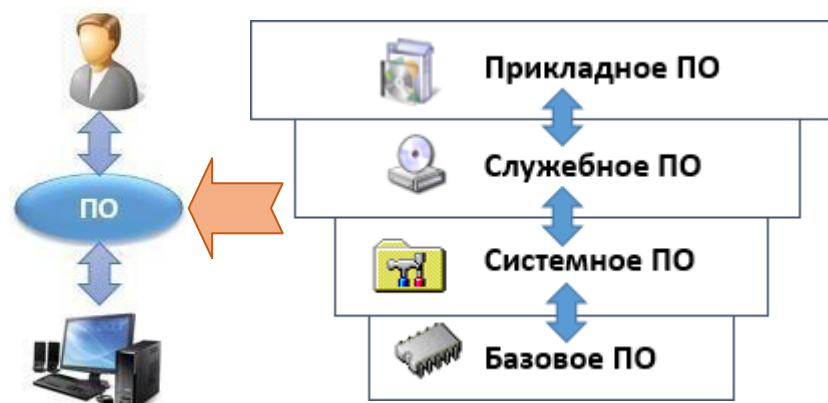 ПО
Прикладное ПО
Служебное ПО
Системное ПО
Базовое ПО